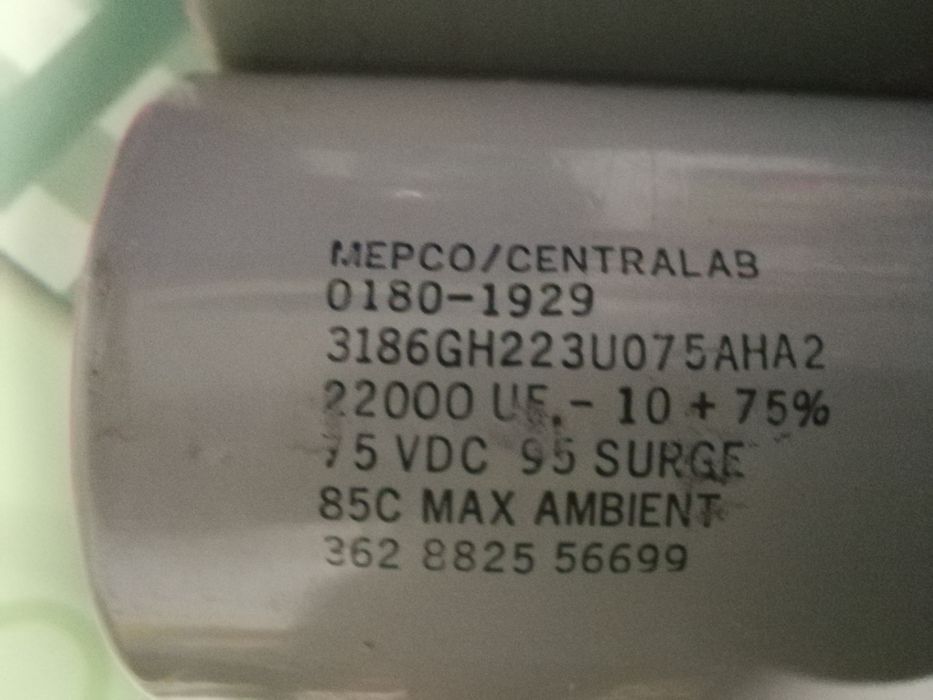 MEPCO/CENTRALAB
0180-1929
3186GH223U075AHA2
22000 UF.- 10 + 75%
75 VDC 95 SURGE
85C MAX AMBIENT
362 8825 56699